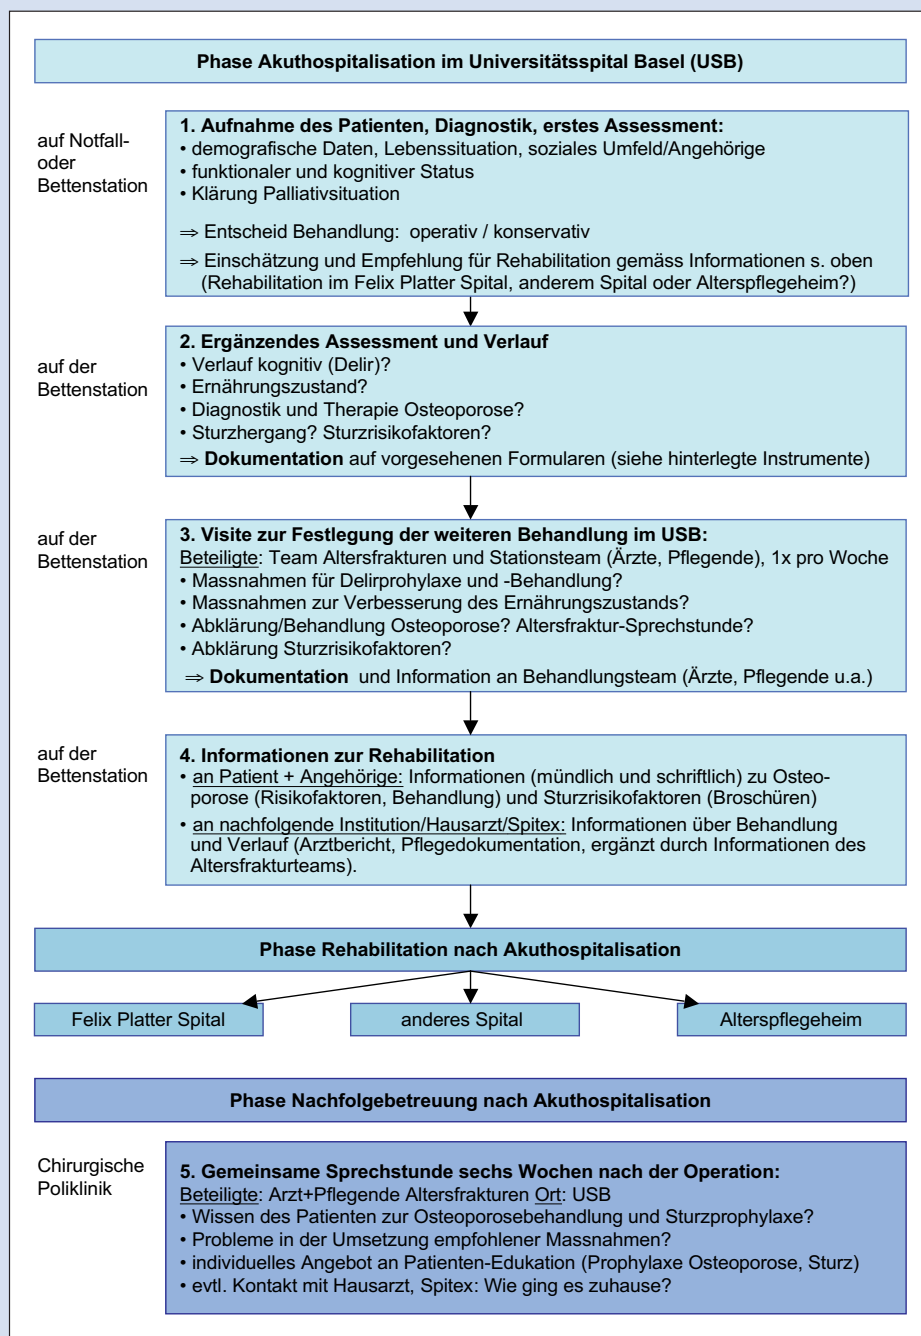 Phase Akuthospitalisation im Universitätsspital Basel (USB)
auf Notfall-
oder
Bettenstation
1. Aufnahme des Patienten, Diagnostik, erstes Assessment:
• demografische Daten, Lebenssituation, soziales Umfeld/Angehörige
• funktionaler und kognitiver Status
• Klärung Palliativsituation
⇒ Entscheid Behandlung: operativ / konservativ
⇒ Einschätzung und Empfehlung für Rehabilitation gemäss Informationen s. oben
(Rehabilitation im Felix Platter Spital, anderem Spital oder Alterspflegeheim?)
auf der
Bettenstation
2. Ergänzendes Assessment und Verlauf
• Verlauf kognitiv (Delir)?
• Ernährungszustand?
• Diagnostik und Therapie Osteoporose?
• Sturzhergang? Sturzrisikofaktoren?
⇒ Dokumentation auf vorgesehenen Formularen (siehe hinterlegte Instrumente)
auf der
Bettenstation
3. Visite zur Festlegung der weiteren Behandlung im USB:
Beteiligte: Team Altersfrakturen und Stationsteam (Ärzte, Pflegende), 1x pro Woche
• Massnahmen für Delirprohylaxe und -Behandlung?
• Massnahmen zur Verbesserung des Ernährungszustands?
• Abklärung/Behandlung Osteoporose? Altersfraktur-Sprechstunde?
• Abklärung Sturzrisikofaktoren?
⇒ Dokumentation und Information an Behandlungsteam (Ärzte, Pflegende u.a.)
auf der
Bettenstation
4. Informationen zur Rehabilitation
• an Patient + Angehörige: Informationen (mündlich und schriftlich) zu Osteo-
porose (Risikofaktoren, Behandlung) und Sturzrisikofaktoren (Broschüren)
• an nachfolgende Institution/Hausarzt/Spitex: Informationen über Behandlung
und Verlauf (Arztbericht, Pflegedokumentation, ergänzt durch Informationen des
Altersfrakturteams).
Phase Rehabilitation nach Akuthospitalisation
Felix Platter Spital
anderes Spital
Alterspflegeheim
Phase Nachfolgebetreuung nach Akuthospitalisation
Chirurgische
Poliklinik
5. Gemeinsame Sprechstunde sechs Wochen nach der Operation:
Beteiligte: Arzt+Pflegende Altersfrakturen Ort: USB
• Wissen des Patienten zur Osteoporosebehandlung und Sturzprophylaxe?
• Probleme in der Umsetzung empfohlener Massnahmen?
• individuelles Angebot an Patienten-Edukation (Prophylaxe Osteoporose, Sturz)
• evtl. Kontakt mit Hausarzt, Spitex: Wie ging es zuhause?